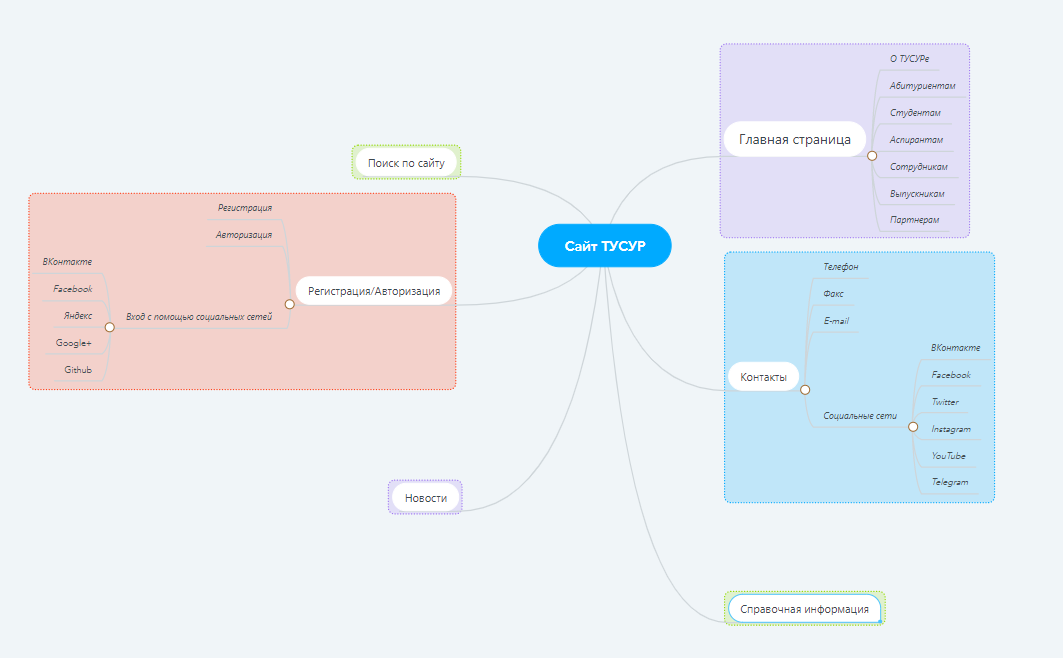 Сайт ТУСУР
Главная страница
О ТУСУРе
Абитуриентам
Студентам
Аспирантам
Сотрудникам
Выпускникам
Партнерам
Контакты
Телефон
Факс
E-mail
Социальные сети
ВКонтакте
Facebook
Twitter
Instagram
YouTube
Telegram
Справочная информация
Поиск по сайту
Регистрация/Авторизация
Регистрация
Авторизация
Вход с помощью социальных сетей
ВКонтакте
Facebook
Яндекс
Google+
Github
Новости